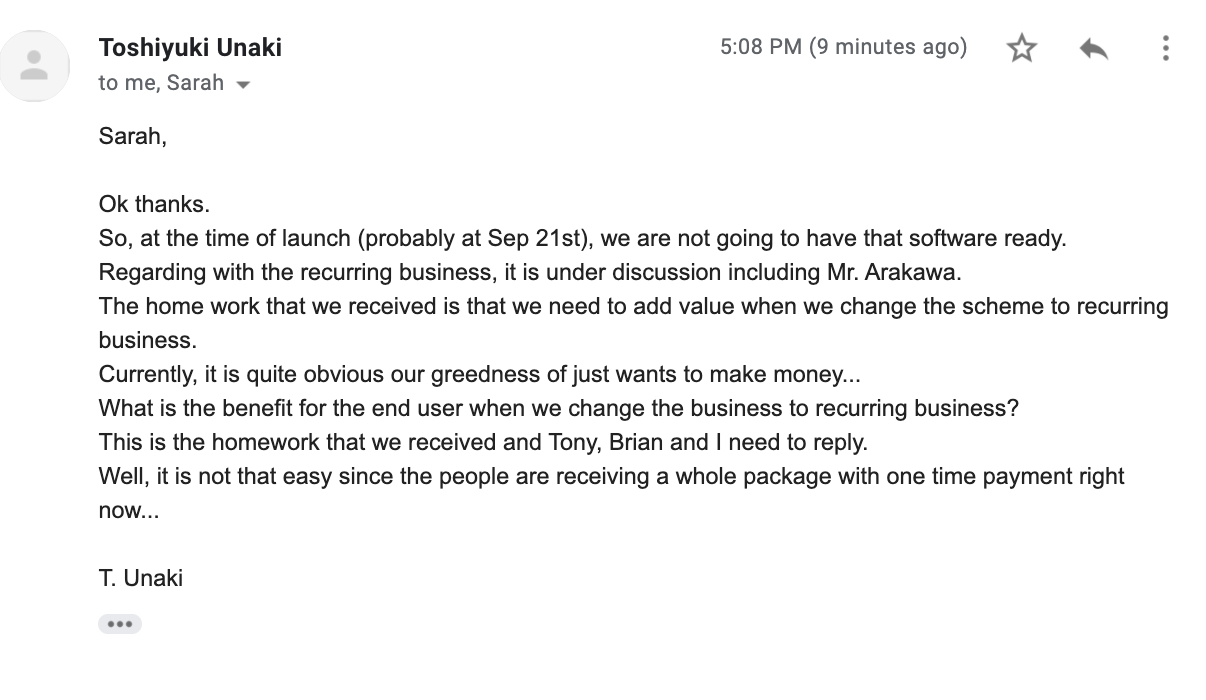 Toshiyuki Unaki
5:08 PM (9 minutes ago)
to me, Sarah
Sarah,
Ok thanks.
So, at the time of launch (probably at Sep 21st), we are not going to have that software ready.
Regarding with the recurring business, it is under discussion including Mr. Arakawa.
The home work that we received is that we need to add value when we change the scheme to recurring
business.
Currently, it is quite obvious our greedness of just wants to make money...
What is the benefit for the end user when we change the business to recurring business?
This is the homework that we received and Tony, Brian and I need to reply.
Well, it is not that easy since the people are receiving a whole package with one time payment right
now...
T. Unaki